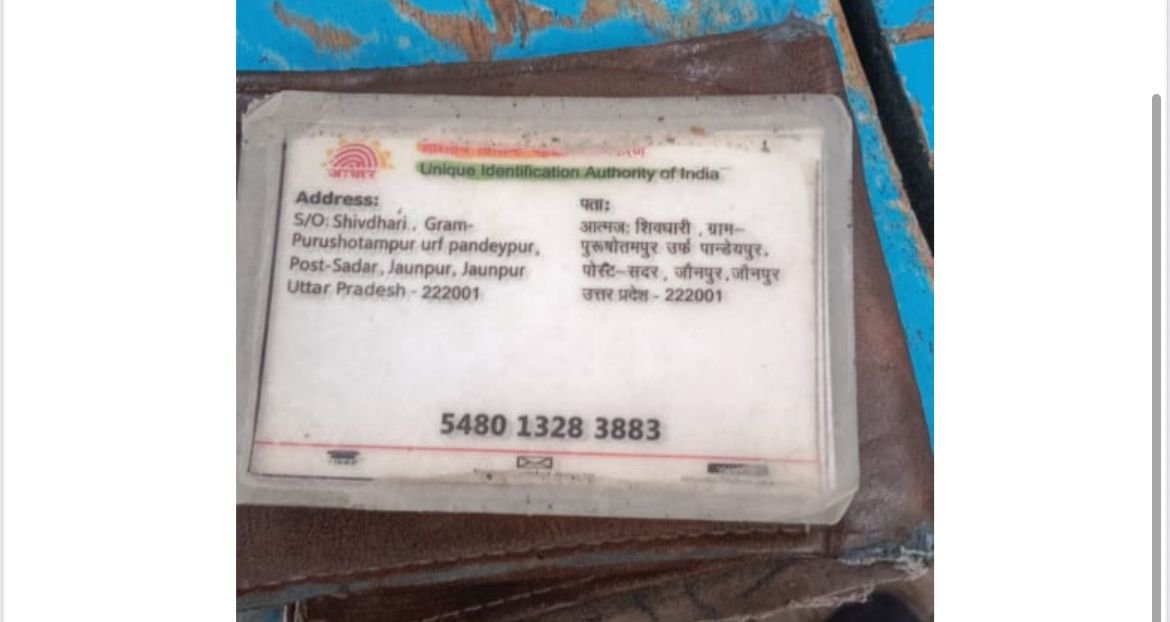 आधार
Unique Identification Authority of India
Address:
S/O: Shivdhari , Gram-
Purushotampur urf pandeypur,
Post-Sadar, Jaunpur, Jaunpur
Uttar Pradesh - 222001
पता:
आत्मज: शिवधारी , ग्राम-
पुरूषोतमपुर उर्फ पान्डेयपुर,
पोस्ट-सदर, जौनपुर,जौनपुर
उत्तर प्रदेश - 222001
5480 1328 3883